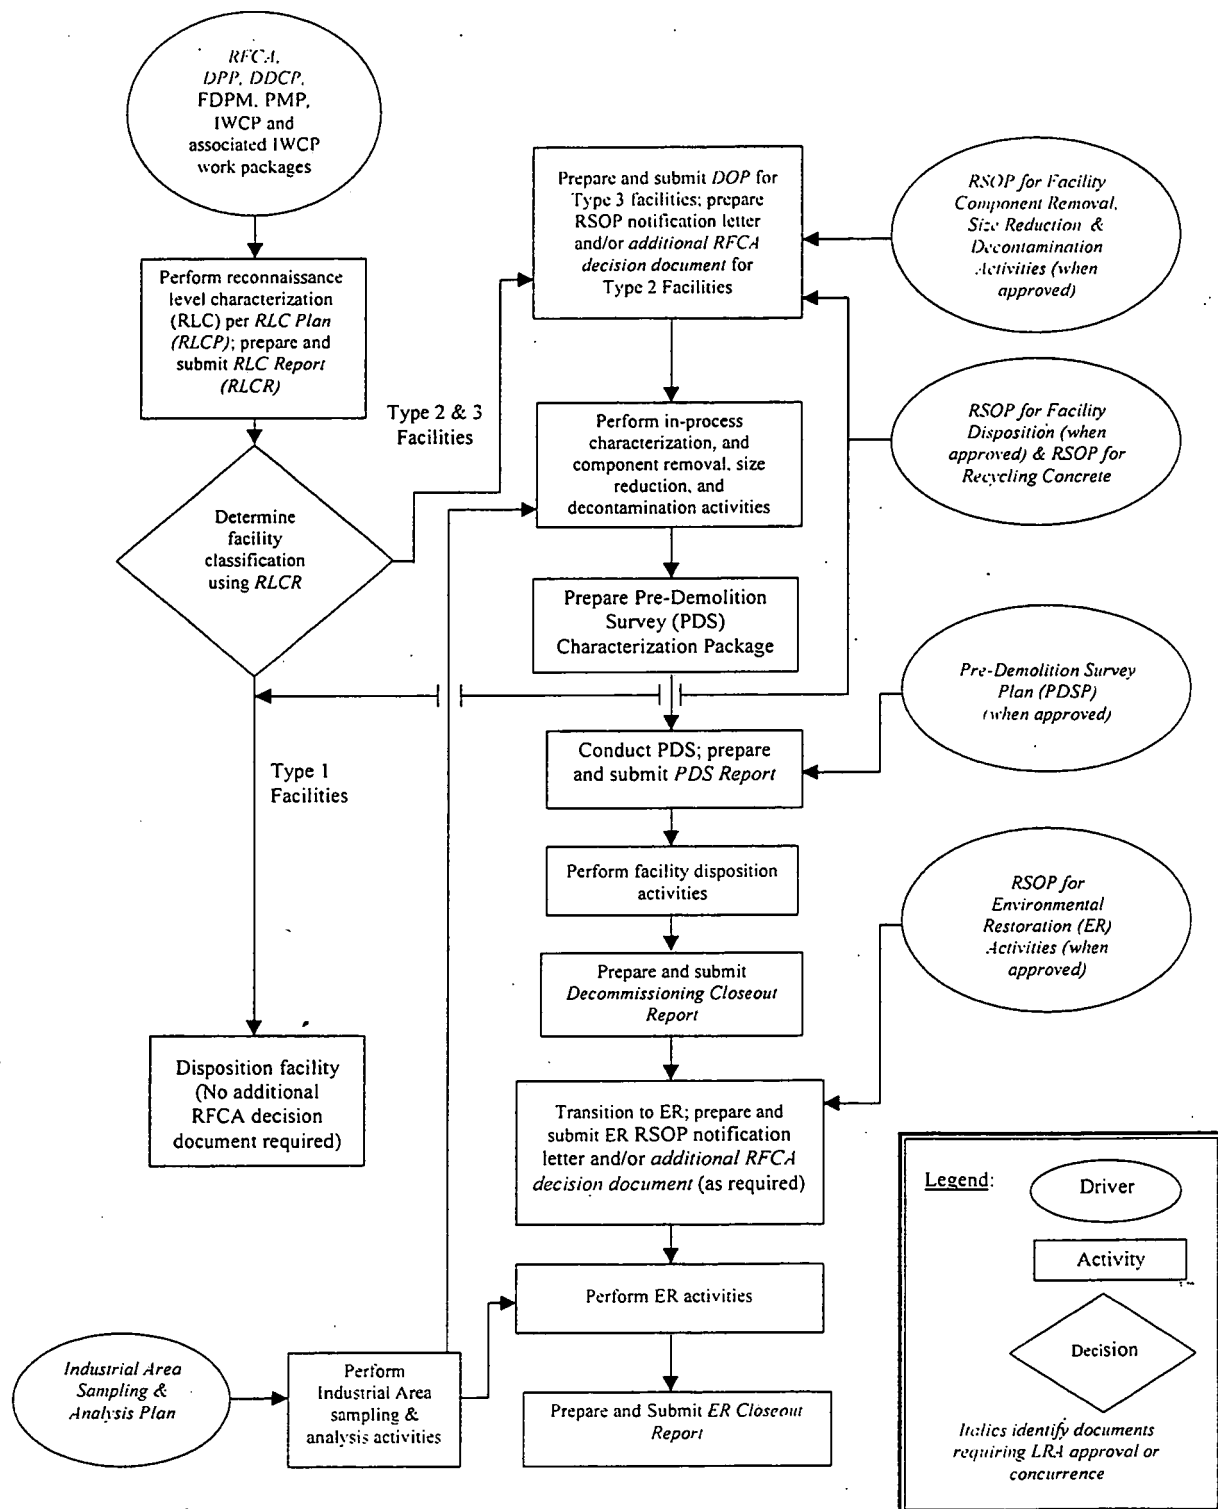 RFCA,
DPP, DDCP,
FDPM, PMP,
IWCP and
associated IWCP
work packages
Perform reconnaissance
level characterization
(RLC) per RLC Plan
(RLCP); prepare and
submit RLC Report
(RLCR)
Determine
facility
classification
using RLCR
Type 2 & 3
Facilities
Type 1
Facilities
Disposition facility
(No additional
RFCA decision
document required)
Prepare and submit DOP for
Type 3 facilities; prepare
RSOP notification letter
and/or additional RFCA
decision document for
Type 2 Facilities
Perform in-process
characterization, and
component removal, size
reduction, and
decontamination activities
Prepare Pre-Demolition
Survey (PDS)
Characterization Package
Conduct PDS; prepare
and submit PDS Report
Perform facility disposition
activities
Prepare and submit
Decommissioning Closeout
Report
Transition to ER; prepare and
submit ER RSOP notification
letter and/or additional RFCA
decision document (as required)
Perform ER activities
Prepare and Submit ER Closeout
Report
RSOP for Facility
Component Removal,
Size Reduction &
Decontamination
Activities (when
approved)
RSOP for Facility
Disposition (when
approved) & RSOP for
Recycling Concrete
Pre-Demolition Survey
Plan (PDSP)
(when approved)
RSOP for
Environmental
Restoration (ER)
Activities (when
approved)
Industrial Area
Sampling &
Analysis Plan
Perform
Industrial Area
sampling &
analysis activities
Legend:
Driver
Activity
Decision
Italics identify documents
requiring LRA approval or
concurrence